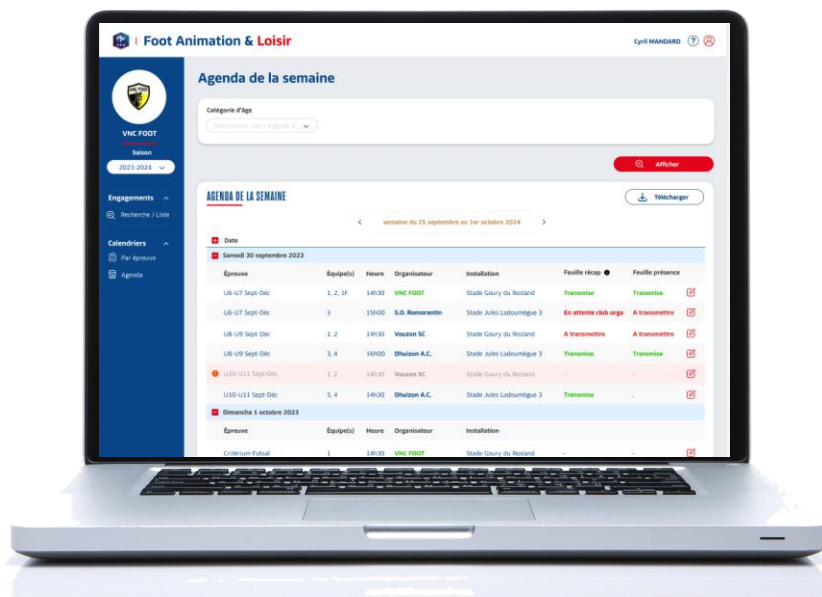 Foot Animation & Loisir
Cyril MANDARD ?
VNC FOOT
VNC FOOT
Saison
2023-2024
Engagements
Recherche / Liste
Calendriers
Par épreuve
Agenda
Agenda de la semaine
Catégorie d'âge
Sélectionner une catégorie d'
Afficher
AGENDA DE LA SEMAINE
Télécharger
semaine du 25 septembre au 1er octobre 2024
Date
Samedi 30 septembre 2023
Épreuve Équipe(s) Heure Organisateur Installation Feuille récap Feuille présence
U6-U7 Sept-Déc 1, 2, 1F 14h30 VNC FOOT Stade Goury du Rosland Transmise Transmise
U6-U7 Sept-Déc 3 15h00 S.O. Romorantin Stade Jules Ladoumègue 3 En attente club orga A transmettre
U8-U9 Sept-Déc 1, 2 14h30 Vouzon SC Stade Goury du Rosland A transmettre A transmettre
U8-U9 Sept-Déc 3, 4 16h00 Dhuizon A.C. Stade Jules Ladoumègue 3 Transmise Transmise
U10-U11 Sept-Déc 1, 2 14h30 Vouzon SC Stade Goury du Rosland - -
U10-U11 Sept-Déc 3, 4 14h30 Dhuizon A.C. Stade Jules Ladoumègue 3 Transmise -
Dimanche 1 octobre 2023
Épreuve Équipe(s) Heure Organisateur Installation
Critérium Futsal 1 14h30 VNC FOOT Stade Goury du Rosland - -